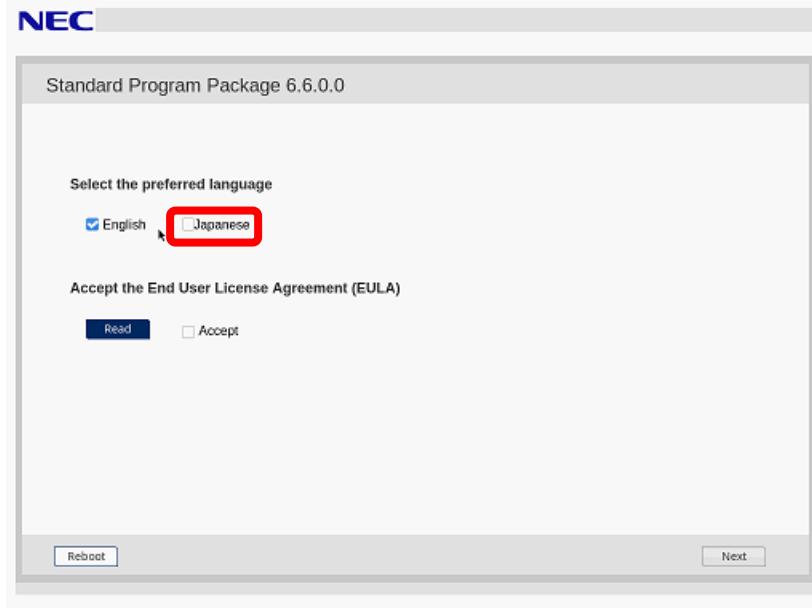 NEC
Standard Program Package 6.6.0.0
Select the preferred language
English Japanese
Accept the End User License Agreement (EULA)
Read Accept
Reboot Next